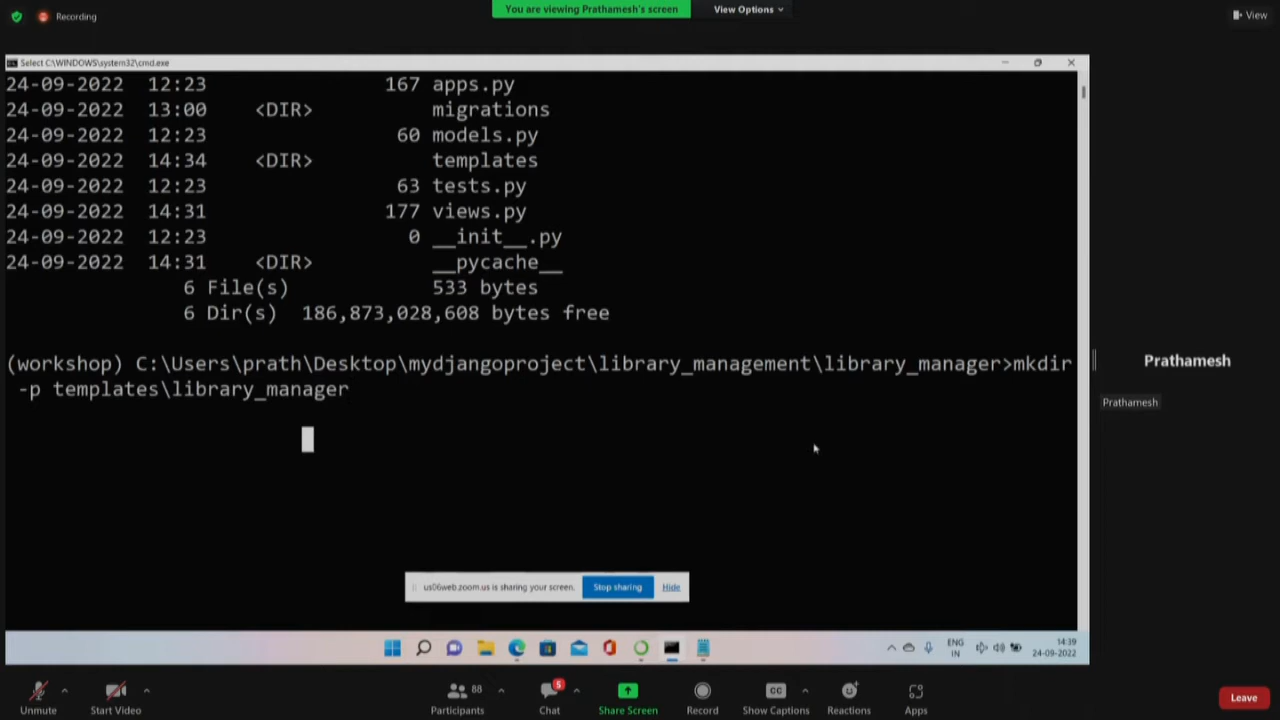 Recording
You are viewing Prathamesh's screen
View Options
View
Select C:\WINDOWS\system32\cmd.exe
24-09-2022 12:23 167 apps.py
24-09-2022 13:00 <DIR> migrations
24-09-2022 12:23 60 models.py
24-09-2022 14:34 <DIR> templates
24-09-2022 12:23 63 tests.py
24-09-2022 14:31 177 views.py
24-09-2022 12:23 0 __init__.py
24-09-2022 14:31 <DIR> __pycache__
6 File(s) 533 bytes
6 Dir(s) 186,873,028,608 bytes free
(workshop) C:\Users\prath\Desktop\mydjangoproject\library_management\library_manager>mkdir
-p templates\library_manager
Prathamesh
Prathamesh
us06web.zoom.us is sharing your screen.
Stop sharing
Hide
ENG
IN
14:39
24-09-2022
Unmute
Start Video
88
Participants
5
Chat
Share Screen
Record
CC
Show Captions
Reactions
Apps
Leave